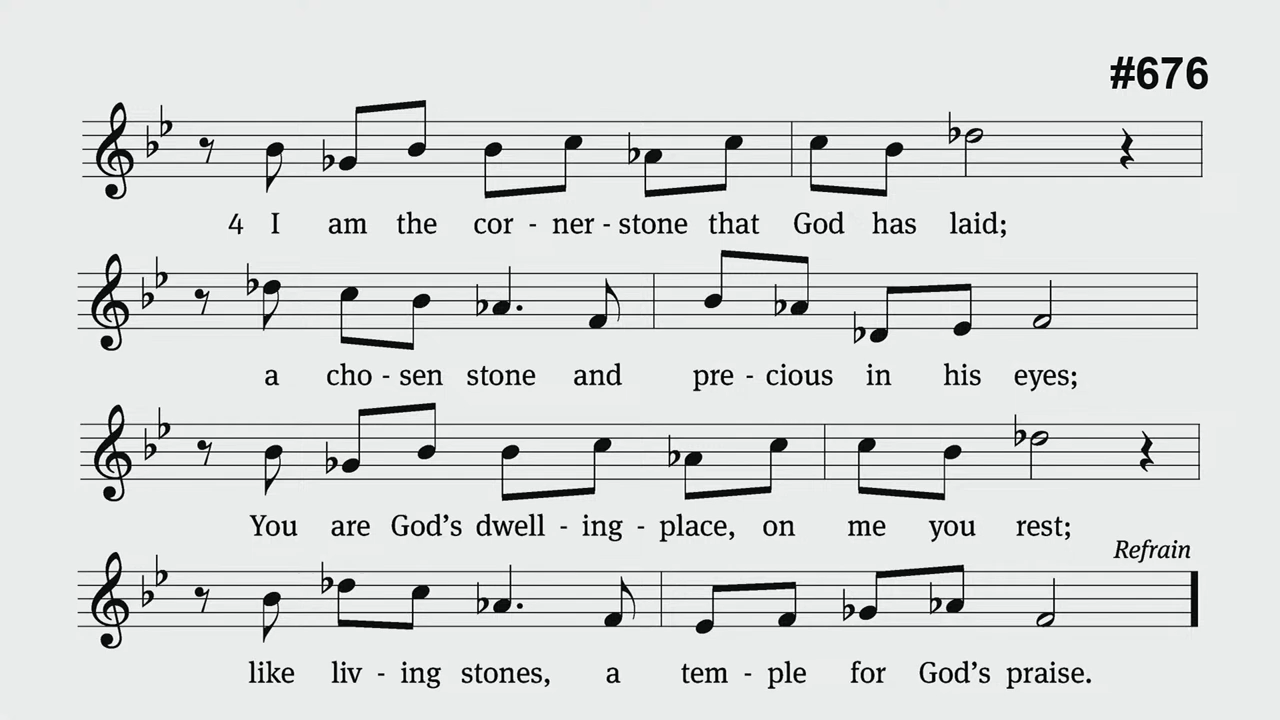 #676
4 I am the cor - ner - stone that God has laid;
a cho - sen stone and pre - cious in his eyes;
You are God’s dwell - ing - place, on me you rest;
Refrain
like liv - ing stones, a tem - ple for God’s praise.